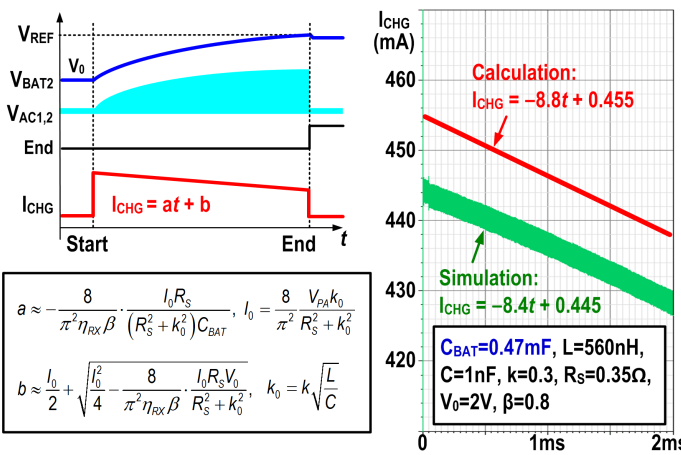 V_REF
V_0
V_BAT2
V_AC1,2
End
I_CHG
I_CHG = at + b
Start
End
t
a ≈ − 8/(π²η_RX β) · I_0R_S/((R_S² + k_0²)C_BAT), I_0 = 8/π² · V_PA k_0/(R_S² + k_0²)
b ≈ I_0/2 + √(I_0²/4 − 8/(π²η_RX β) · I_0R_SV_0/(R_S² + k_0²)), k_0 = k√(L/C)
I_CHG
(mA)
460
450
440
430
420
Calculation:
I_CHG = −8.8t + 0.455
Simulation:
I_CHG = −8.4t + 0.445
C_BAT=0.47mF, L=560nH,
C=1nF, k=0.3, R_S=0.35Ω,
V_0=2V, β=0.8
0
1ms
2ms